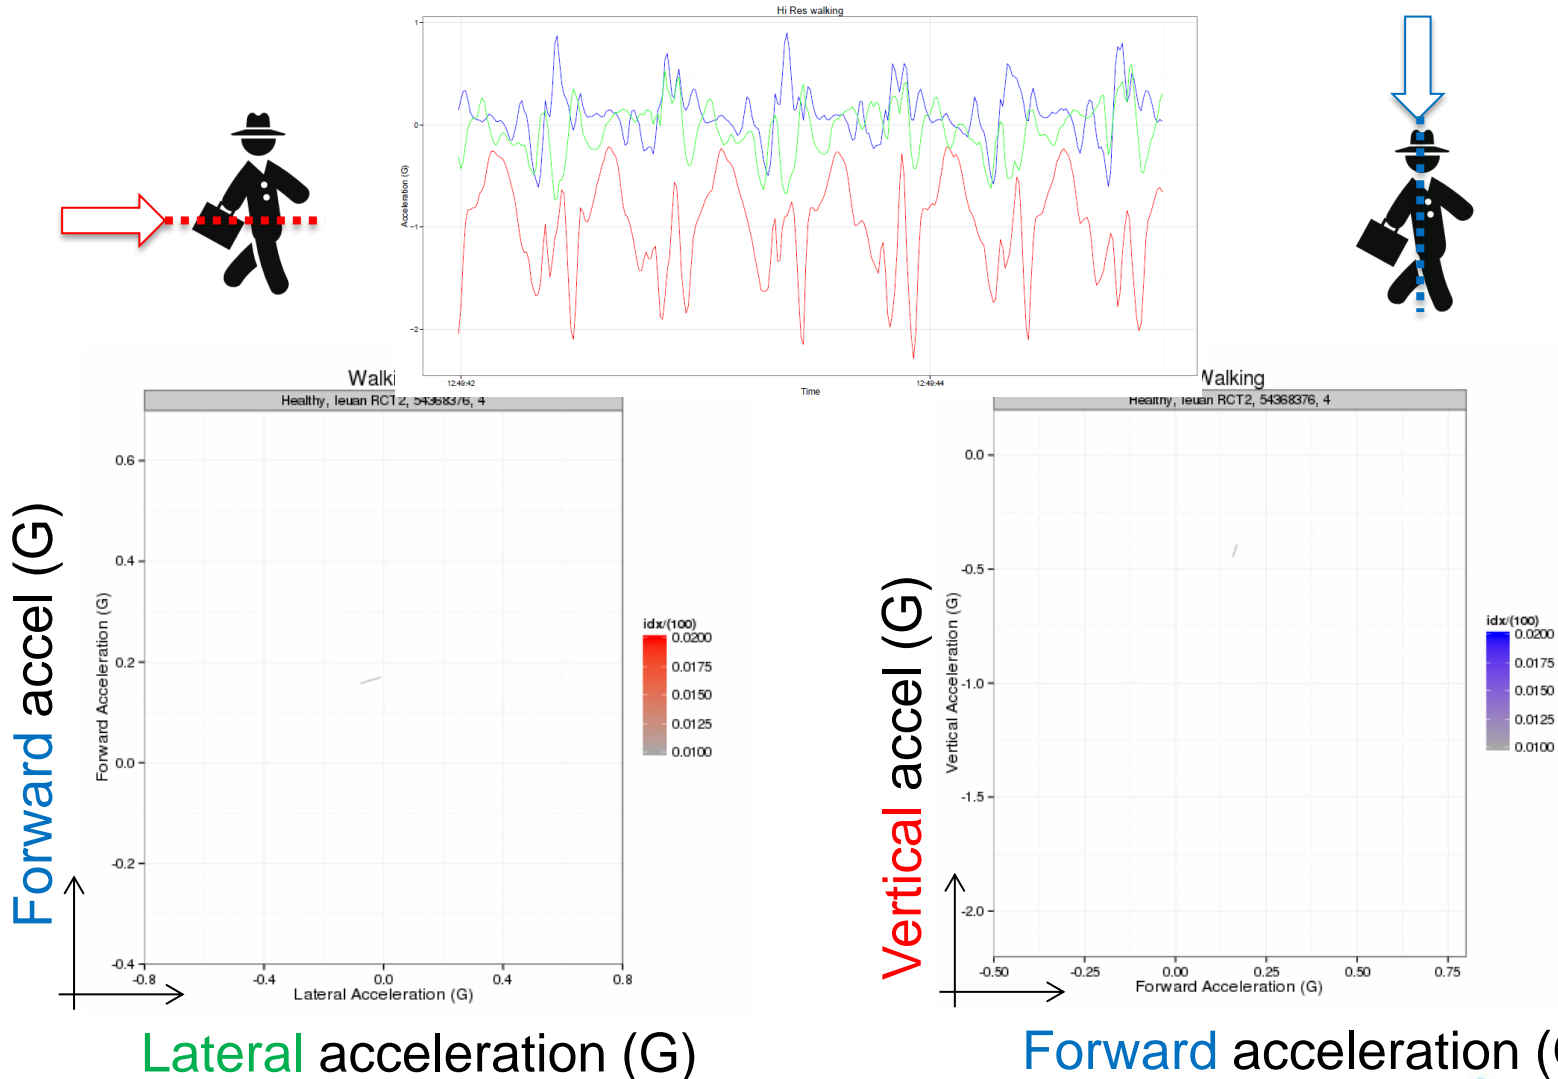 Hi Res walking
1
0
-1
-2
Acceleration (G)
12:49:42
12:49:44
Time
Walki
Healthy, Ieuan RCT2, 54368376, 4
0.6
0.4
0.2
0.0
-0.2
-0.4
Forward Acceleration (G)
-0.8
-0.4
0.0
0.4
0.8
Lateral Acceleration (G)
idx/(100)
0.0200
0.0175
0.0150
0.0125
0.0100
Forward accel (G)
Lateral acceleration (G)
Walking
Healthy, Ieuan RCT2, 54368376, 4
0.0
-0.5
-1.0
-1.5
-2.0
Vertical Acceleration (G)
-0.50
-0.25
0.00
0.25
0.50
0.75
Forward Acceleration (G)
idx/(100)
0.0200
0.0175
0.0150
0.0125
0.0100
Vertical accel (G)
Forward acceleration (